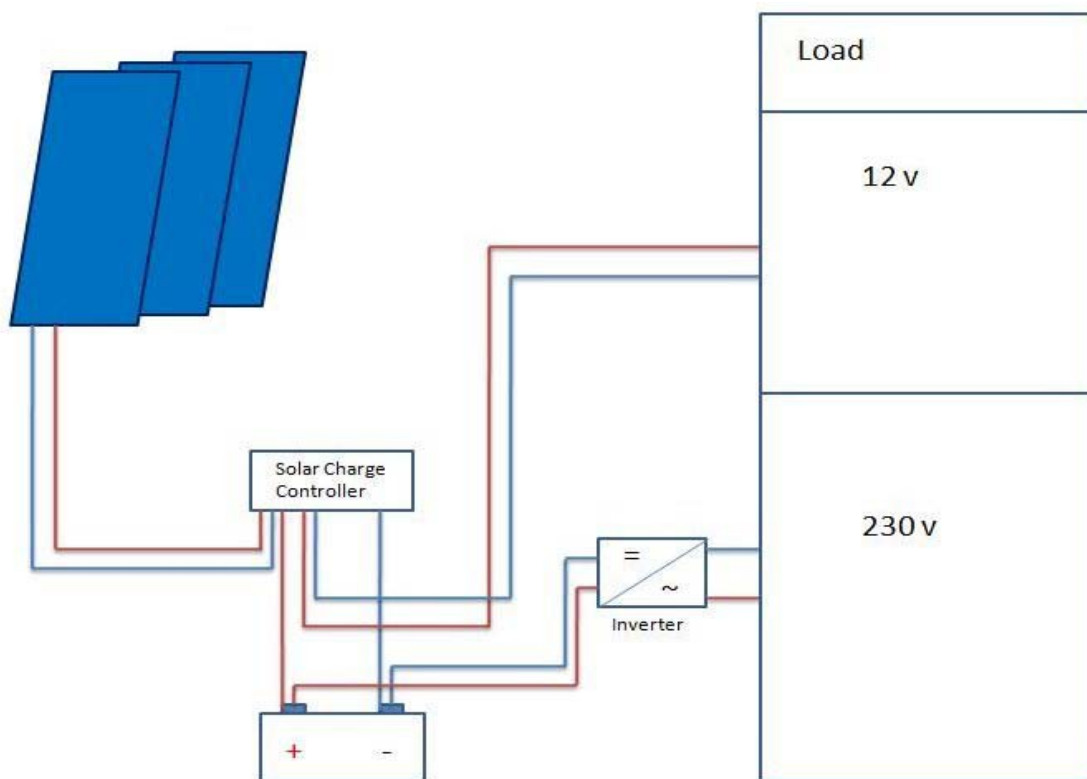 Load
12 v
Solar Charge
Controller
230 v
=
~
Inverter
+
-